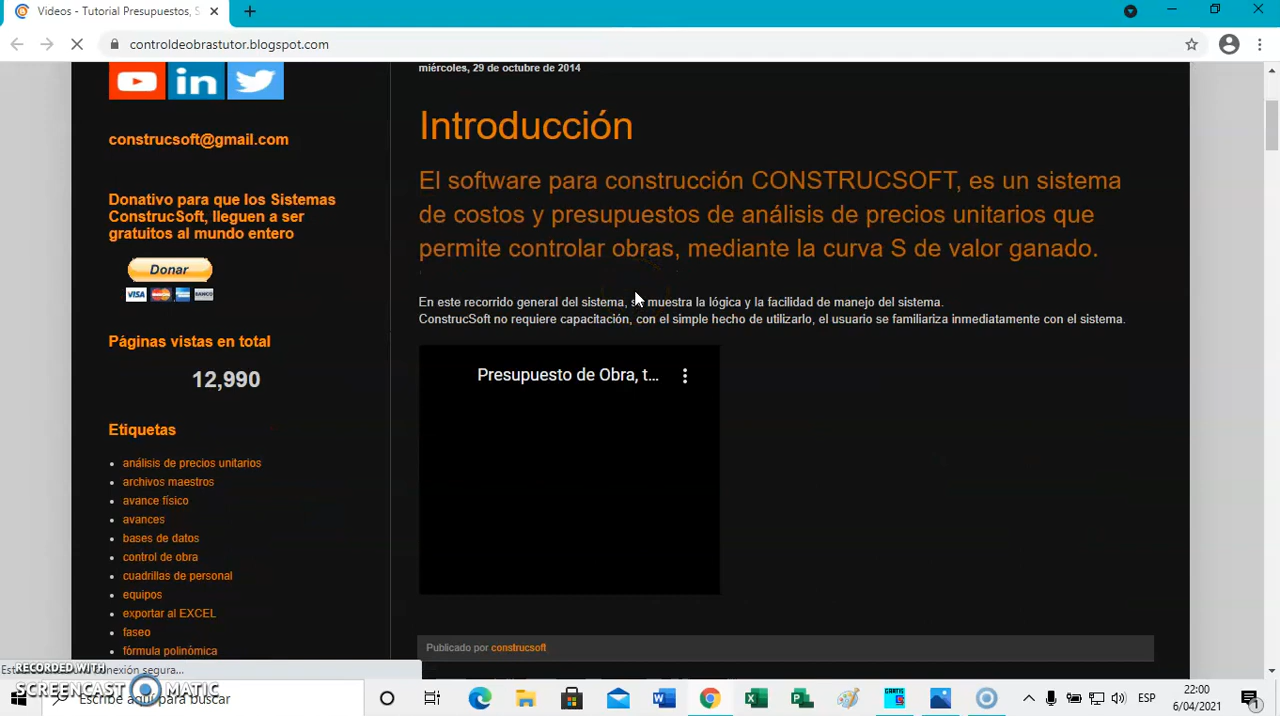 Videos - Tutorial Presupuestos, S
controldeobrastutor.blogspot.com
in
construcsoft@gmail.com
Donativo para que los Sistemas
ConstrucSoft, lleguen a ser
gratuitos al mundo entero
Donar
VISA
Páginas vistas en total
12,990
Etiquetas
análisis de precios unitarios
archivos maestros
avance físico
avances
bases de datos
control de obra
cuadrillas de personal
equipos
exportar al EXCEL
faseo
fórmula polinómica
miércoles, 29 de octubre de 2014
Introducción
El software para construcción CONSTRUCSOFT, es un sistema
de costos y presupuestos de análisis de precios unitarios que
permite controlar obras, mediante la curva S de valor ganado.
En este recorrido general del sistema, se muestra la lógica y la facilidad de manejo del sistema.
ConstrucSoft no requiere capacitación, con el simple hecho de utilizarlo, el usuario se familiariza inmediatamente con el sistema.
Presupuesto de Obra, t...
Publicado por construcsoft
RECORDED WITH
SCREENCAST MATIC
Escribe aquí para buscar
ESP
22:00
6/04/2021